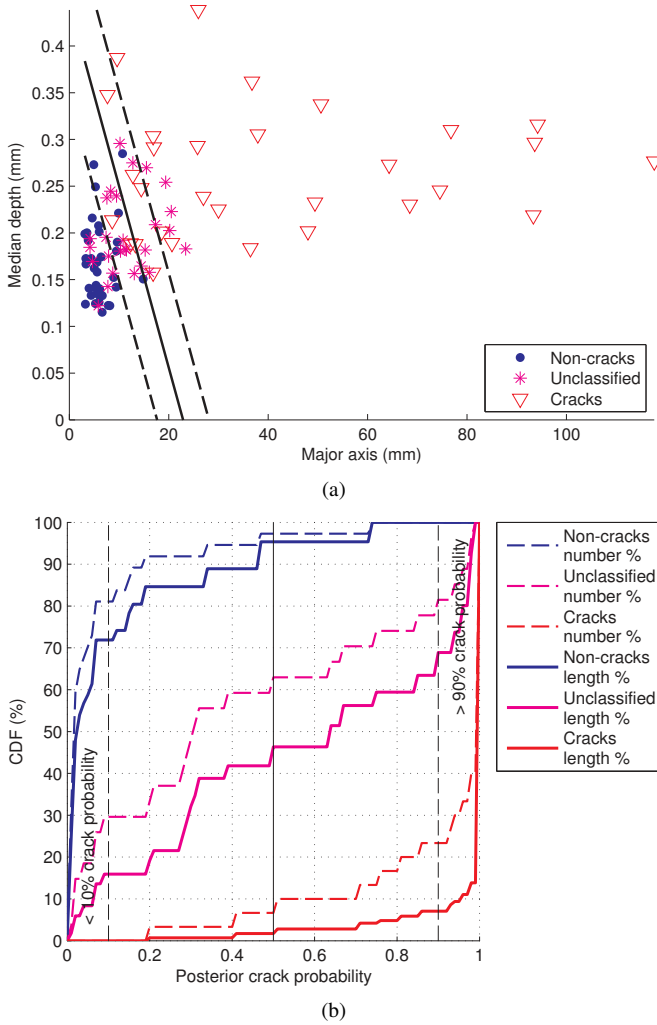 0.4
0.35
0.3
0.25
0.2
0.15
0.1
0.05
0
Median depth (mm)
0 20 40 60 80 100
Major axis (mm)
Non-cracks
Unclassified
Cracks
(a)
100
90
80
70
60
50
40
30
20
10
0
CDF (%)
< 10% crack probability
> 90% crack probability
0 0.2 0.4 0.6 0.8 1
Posterior crack probability
Non-cracks
number %
Unclassified
number %
Cracks
number %
Non-cracks
length %
Unclassified
length %
Cracks
length %
(b)